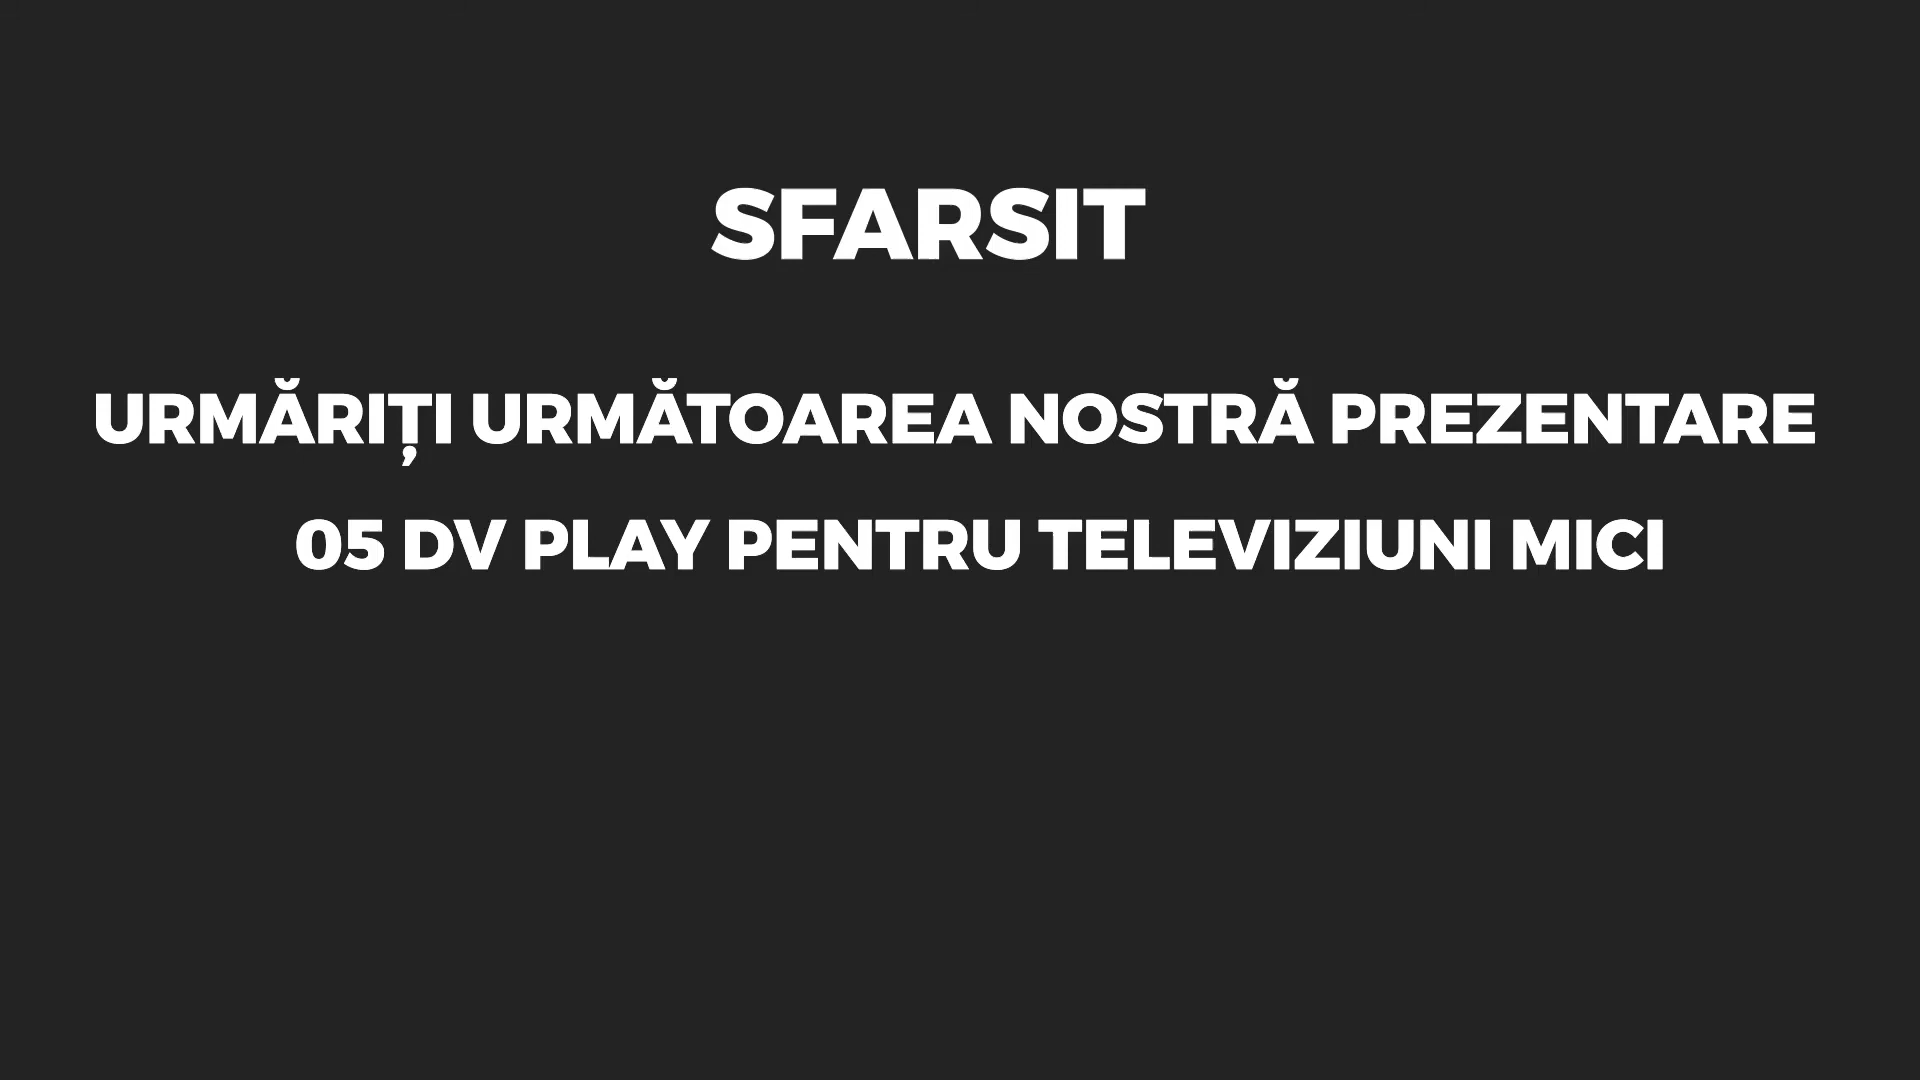 SFARSIT
URMĂRIȚI URMĂTOAREA NOSTRĂ PREZENTARE
05 DV PLAY PENTRU TELEVIZIUNI MICI